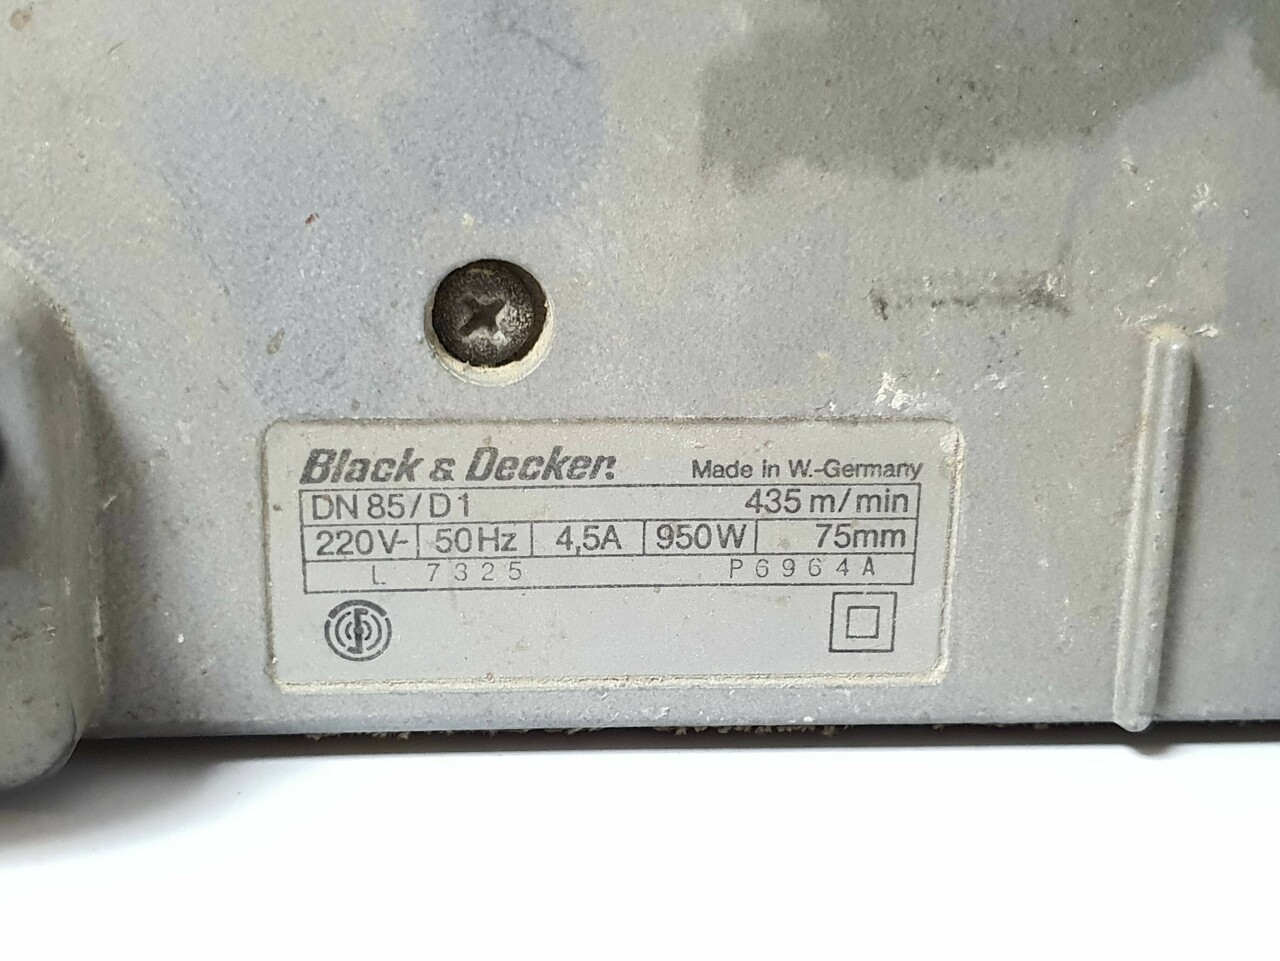 Black & Decker. Made in W.-Germany
DN 85/D1 435 m/min
220V~ 50Hz 4,5A 950W 75mm
L 7325 P6964A